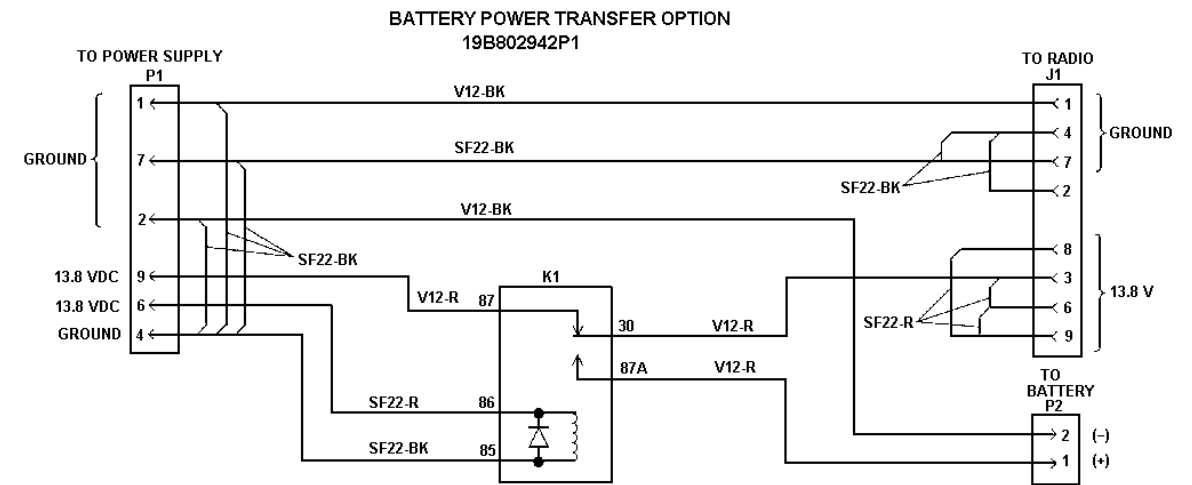 BATTERY POWER TRANSFER OPTION
19B802942P1
TO POWER SUPPLY
P1
TO RADIO
J1
V12-BK
1
1
4
GROUND
GROUND
7
SF22-BK
7
SF22-BK
2
2
V12-BK
SF22-BK
8
13.8 VDC
9
K1
3
13.8 V
V12-R
87
13.8 VDC
6
6
SF22-R
GROUND
4
30
V12-R
9
87A
V12-R
TO
BATTERY
P2
SF22-R
86
2
(–)
SF22-BK
85
1
(+)